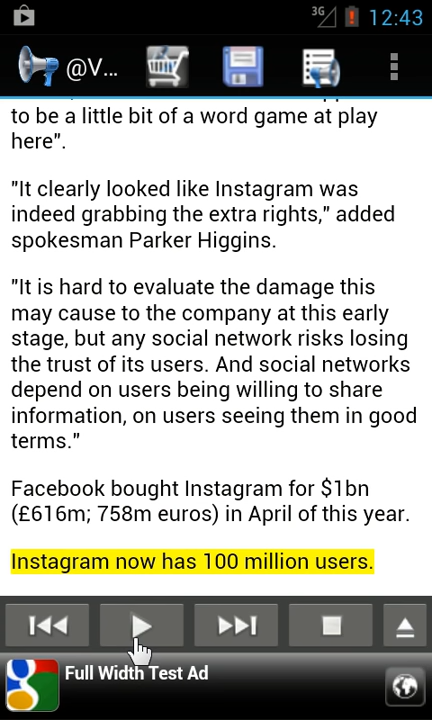 3G 12:43
@V...
to be a little bit of a word game at play
here".
"It clearly looked like Instagram was
indeed grabbing the extra rights," added
spokesman Parker Higgins.
"It is hard to evaluate the damage this
may cause to the company at this early
stage, but any social network risks losing
the trust of its users. And social networks
depend on users being willing to share
information, on users seeing them in good
terms."
Facebook bought Instagram for $1bn
(£616m; 758m euros) in April of this year.
Instagram now has 100 million users.
Full Width Test Ad